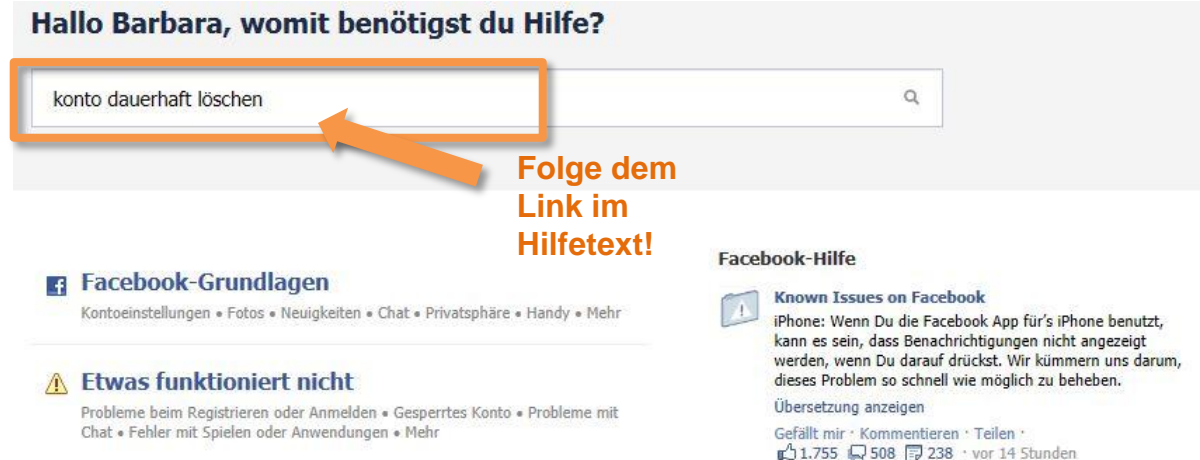 Hallo Barbara, womit benötigst du Hilfe?
konto dauerhaft löschen
Folge dem
Link im
Hilfetext!
Facebook-Grundlagen
Kontoeinstellungen • Fotos • Neuigkeiten • Chat • Privatsphäre • Handy • Mehr
Etwas funktioniert nicht
Probleme beim Registrieren oder Anmelden • Gesperrtes Konto • Probleme mit
Chat • Fehler mit Spielen oder Anwendungen • Mehr
Facebook-Hilfe
Known Issues on Facebook
iPhone: Wenn Du die Facebook App für's iPhone benutzt,
kann es sein, dass Benachrichtigungen nicht angezeigt
werden, wenn Du darauf drückst. Wir kümmern uns darum,
dieses Problem so schnell wie möglich zu beheben.
Übersetzung anzeigen
Gefällt mir · Kommentieren · Teilen ·
1.755 508 238 · vor 14 Stunden